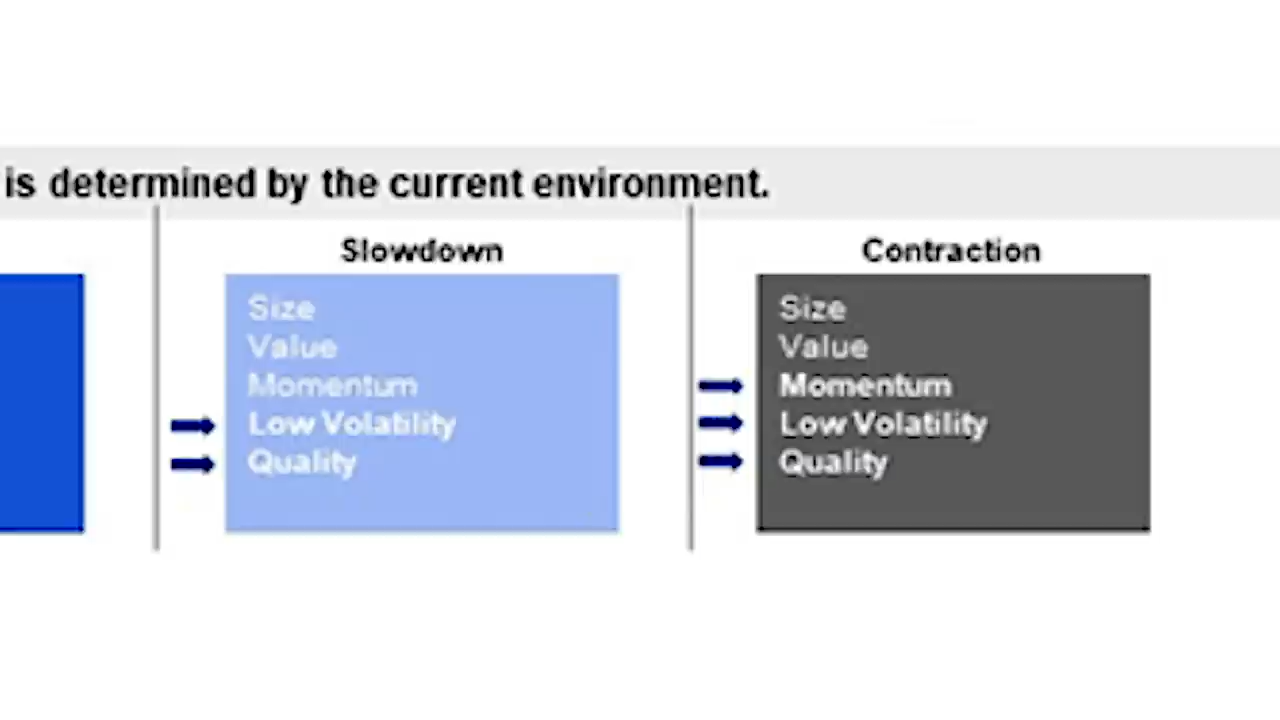 is determined by the current environment.
Slowdown
Size
Value
Momentum
Low Volatility
Quality
Contraction
Size
Value
Momentum
Low Volatility
Quality